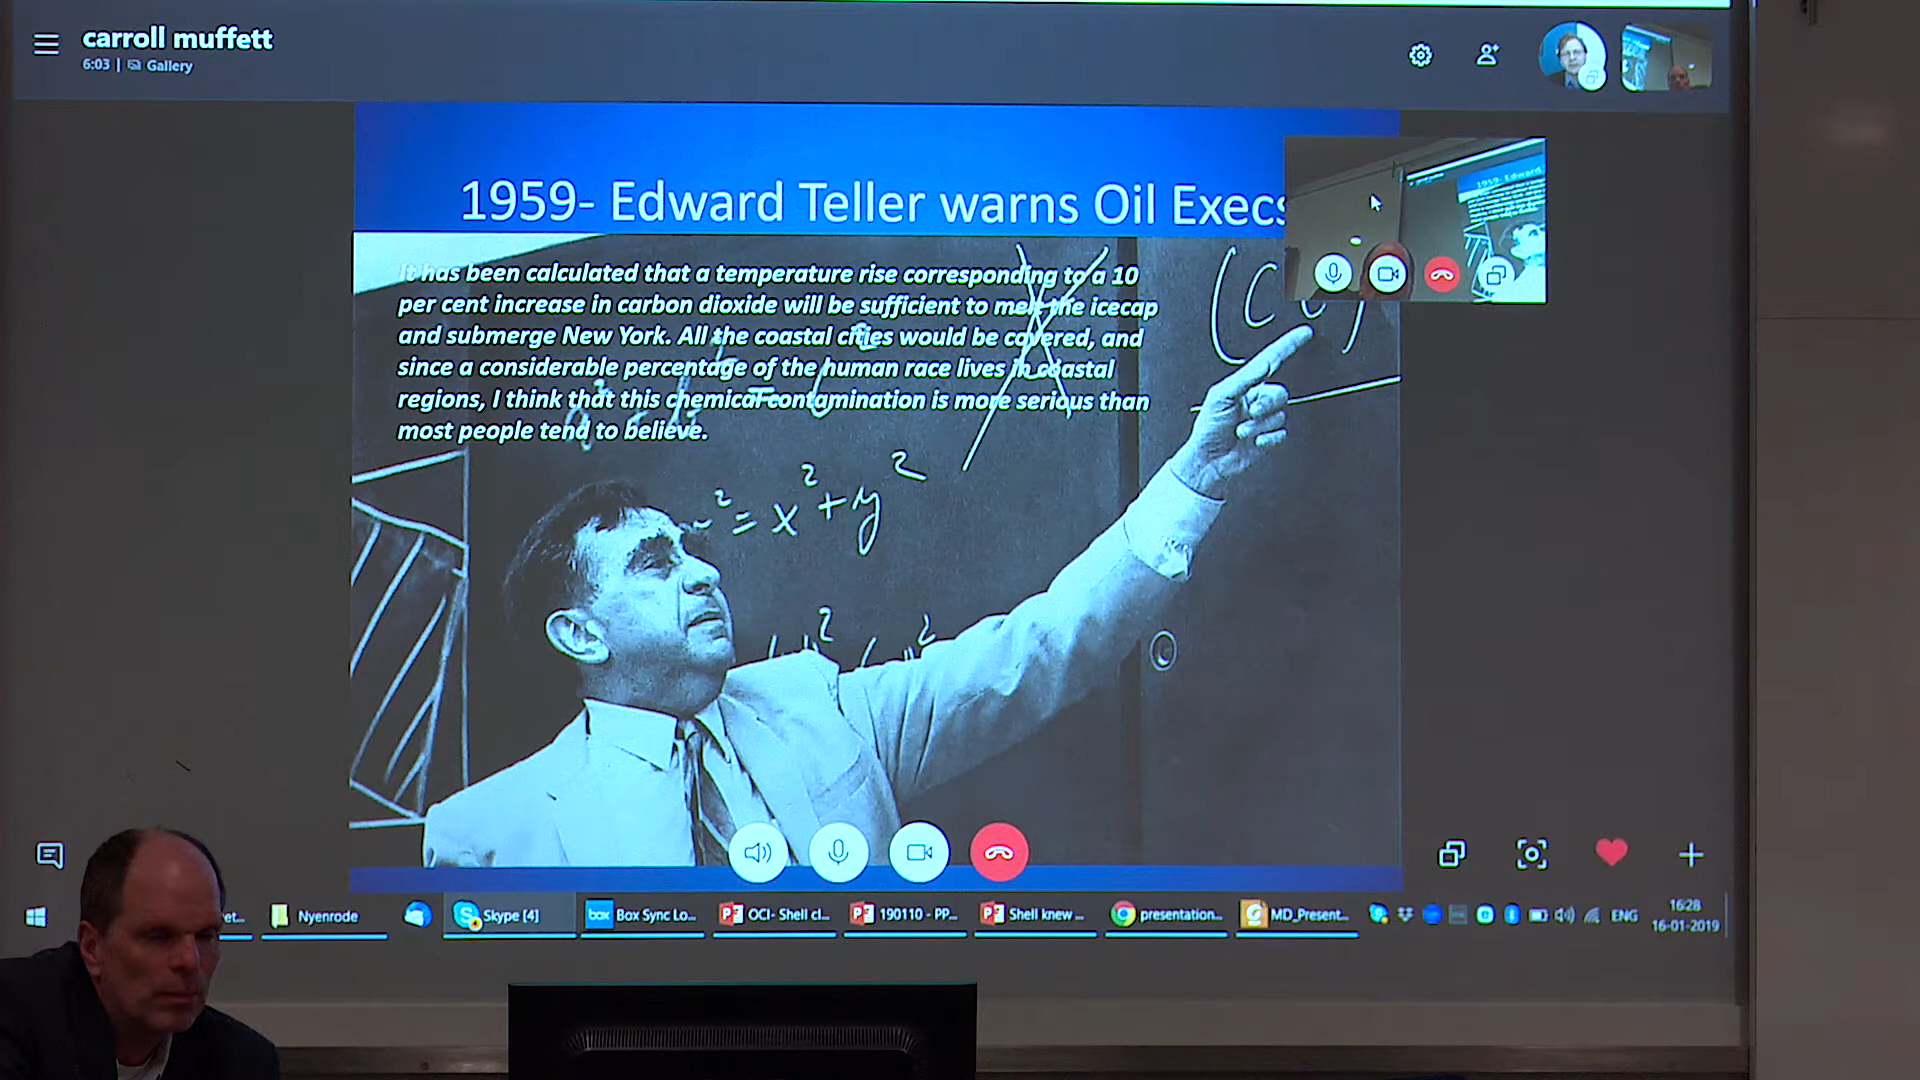 carroll muffett
6:03 | Gallery
1959- Edward Teller warns Oil Execs
It has been calculated that a temperature rise corresponding to a 10
per cent increase in carbon dioxide will be sufficient to melt the icecap
and submerge New York. All the coastal cities would be covered, and
since a considerable percentage of the human race lives in coastal
regions, I think that this chemical contamination is more serious than
most people tend to believe.
= x² + y²
et...
Nyenrode
Skype [4]
Box Sync Lo...
OCI- Shell cl...
190110 - PP...
Shell knew ...
presentation...
MD_Present...
ENG
16:28
16-01-2019